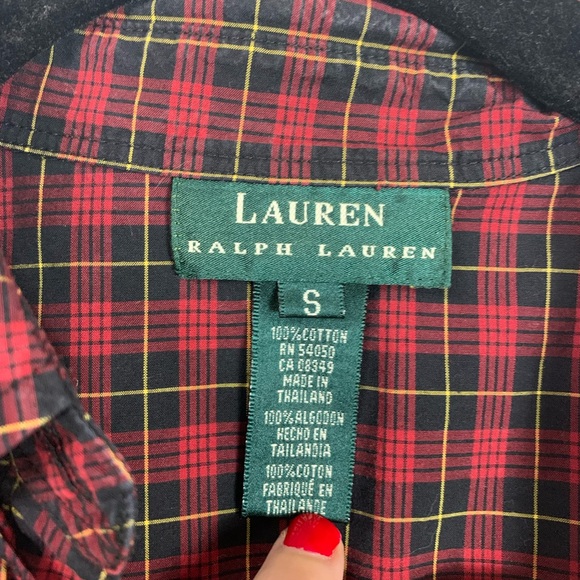 LAUREN
RALPH LAUREN
S
100%COTTON
RN 54050
CA 08349
MADE IN
THAILAND
100%ALGODON
HECHO EN
TAILANDIA
100%COTON
FABRIQUÉ EN
THAILANDE